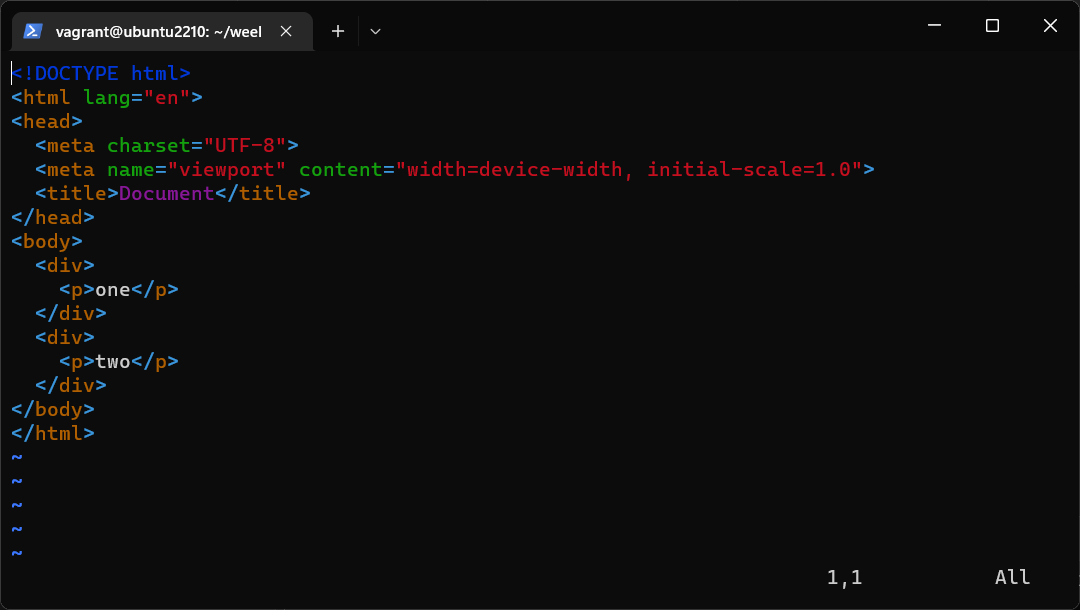 vagrant@ubuntu2210: ~/weel
<!DOCTYPE html>
<html lang="en">
<head>
  <meta charset="UTF-8">
  <meta name="viewport" content="width=device-width, initial-scale=1.0">
  <title>Document</title>
</head>
<body>
  <div>
    <p>one</p>
  </div>
  <div>
    <p>two</p>
  </div>
</body>
</html>
~
~
~
~
~
1,1 All